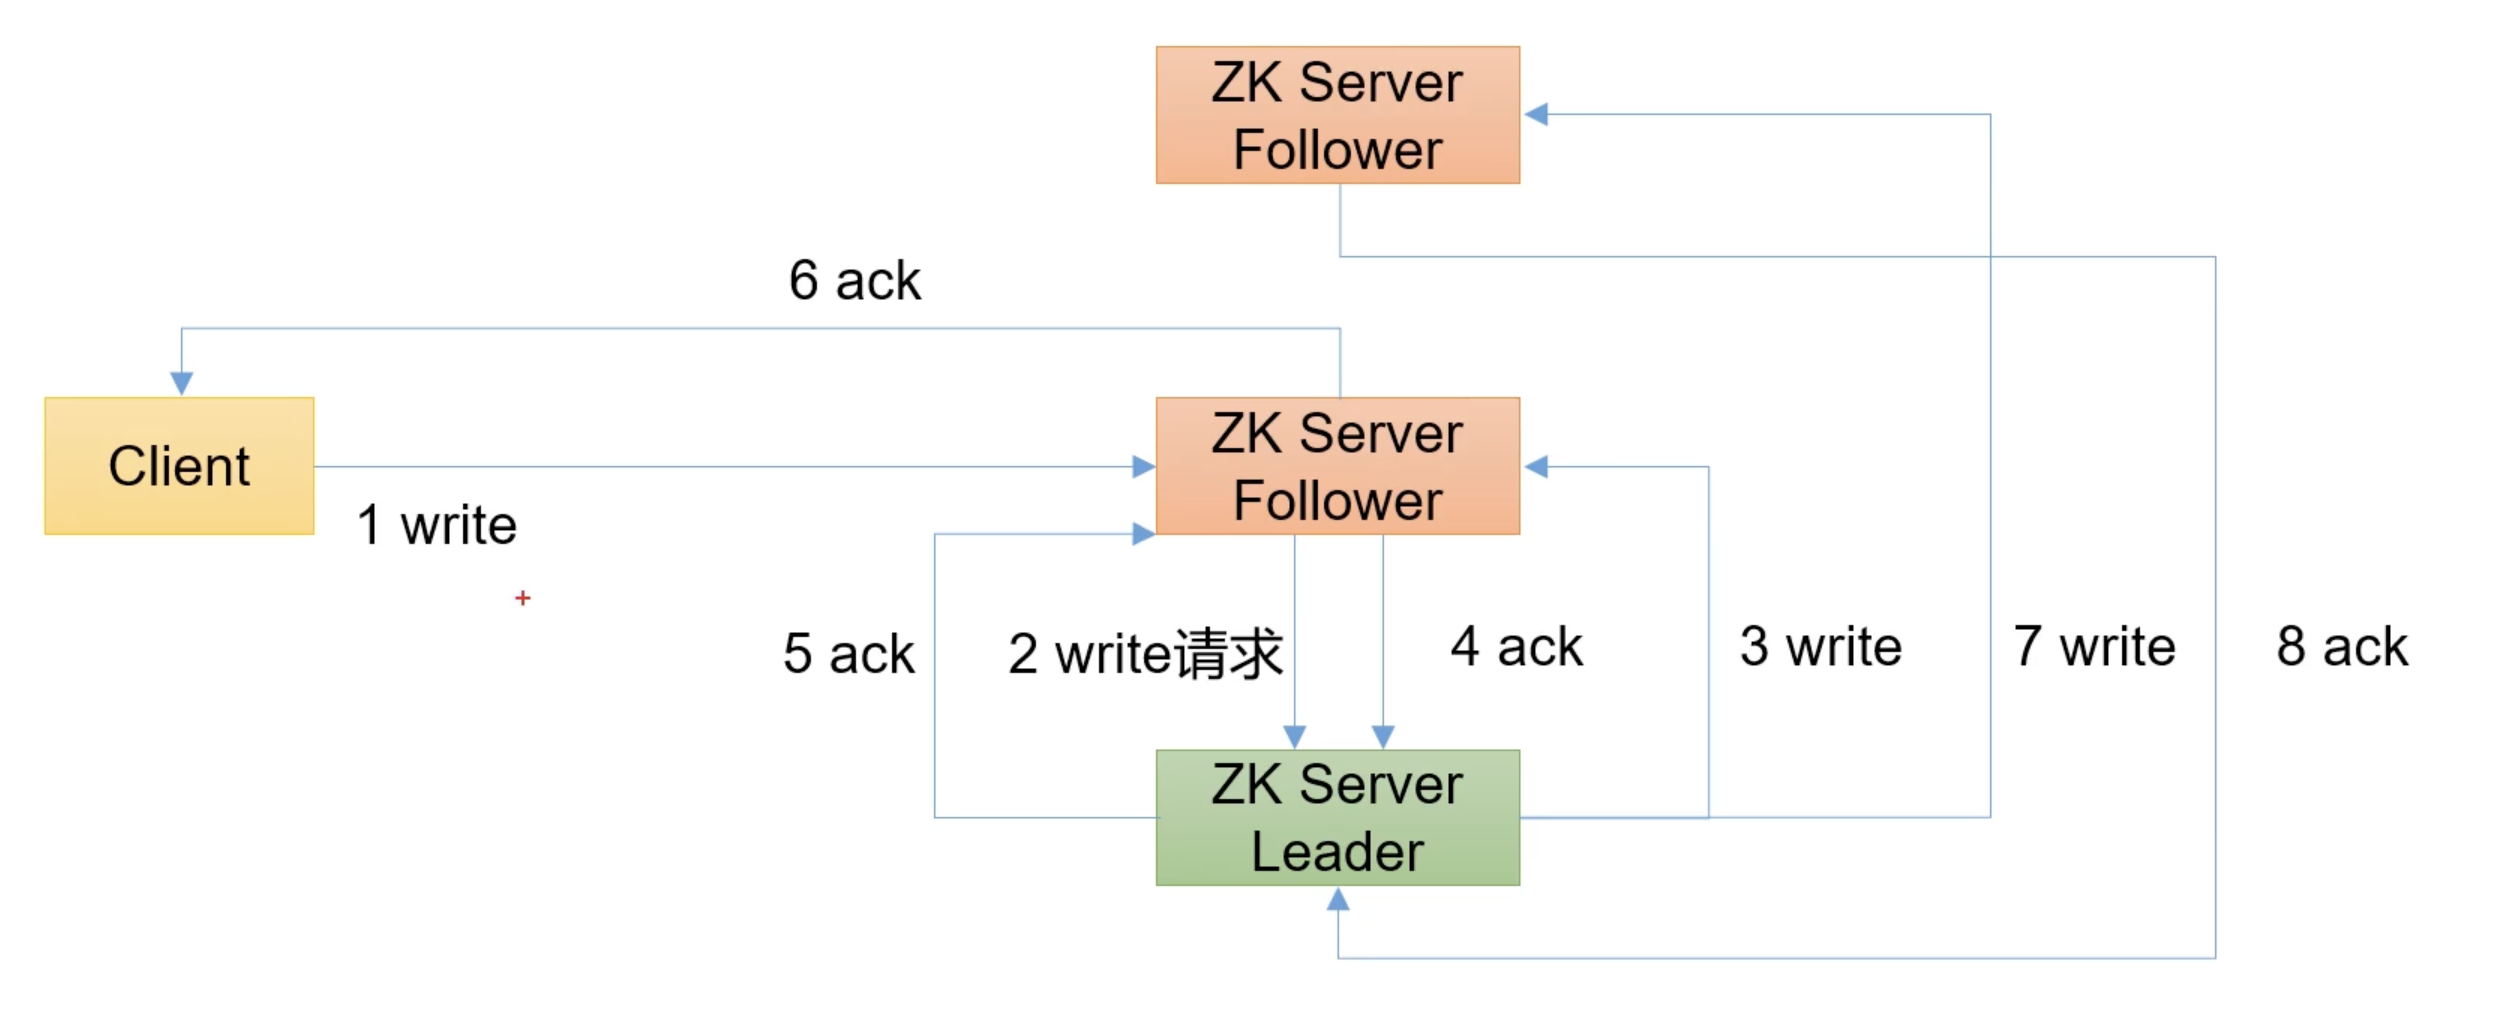 ZK Server
Follower
6 ack
Client
ZK Server
Follower
1 write
5 ack
2 write请求
4 ack
3 write
7 write
8 ack
ZK Server
Leader